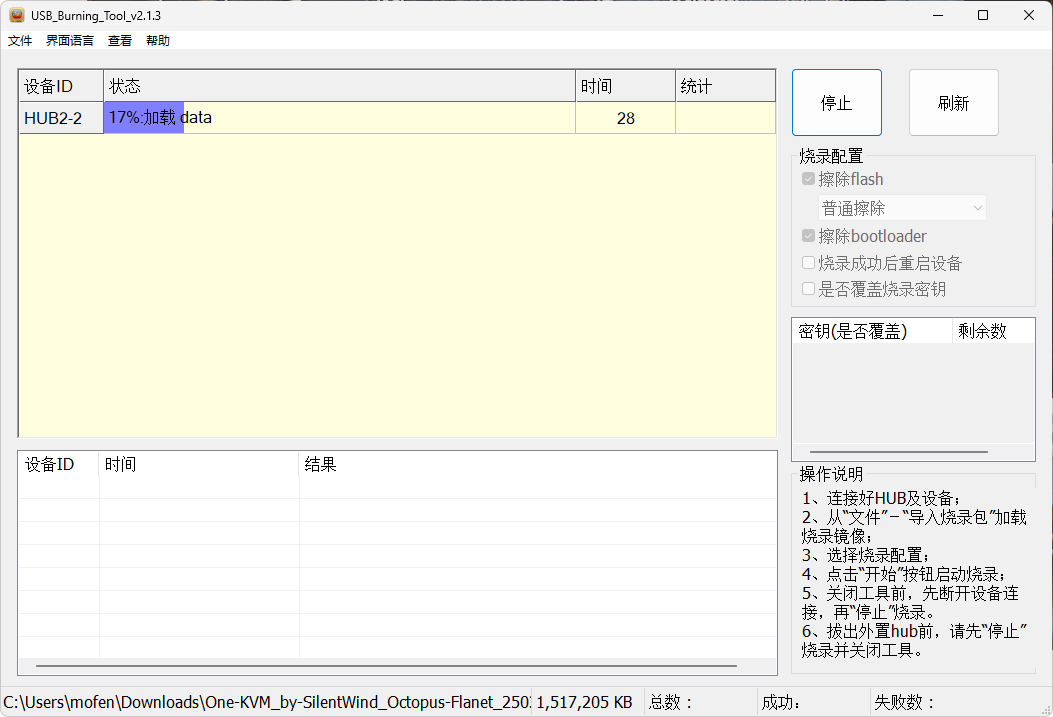 USB_Burning_Tool_v2.1.3
文件 界面语言 查看 帮助
设备ID 状态 时间 统计
HUB2-2 17%:加载 data 28
停止 刷新
烧录配置
擦除flash
普通擦除
擦除bootloader
烧录成功后重启设备
是否覆盖烧录密钥
密钥(是否覆盖) 剩余数
设备ID 时间 结果
操作说明
1、连接好HUB及设备;
2、从“文件”-“导入烧录包”加载
烧录镜像;
3、选择烧录配置;
4、点击“开始”按钮启动烧录;
5、关闭工具前，先断开设备连
接，再“停止”烧录。
6、拔出外置hub前，请先“停止”
烧录并关闭工具。
C:\Users\mofen\Downloads\One-KVM_by-SilentWind_Octopus-Flanet_250 1,517,205 KB 总数： 成功: 失败数：